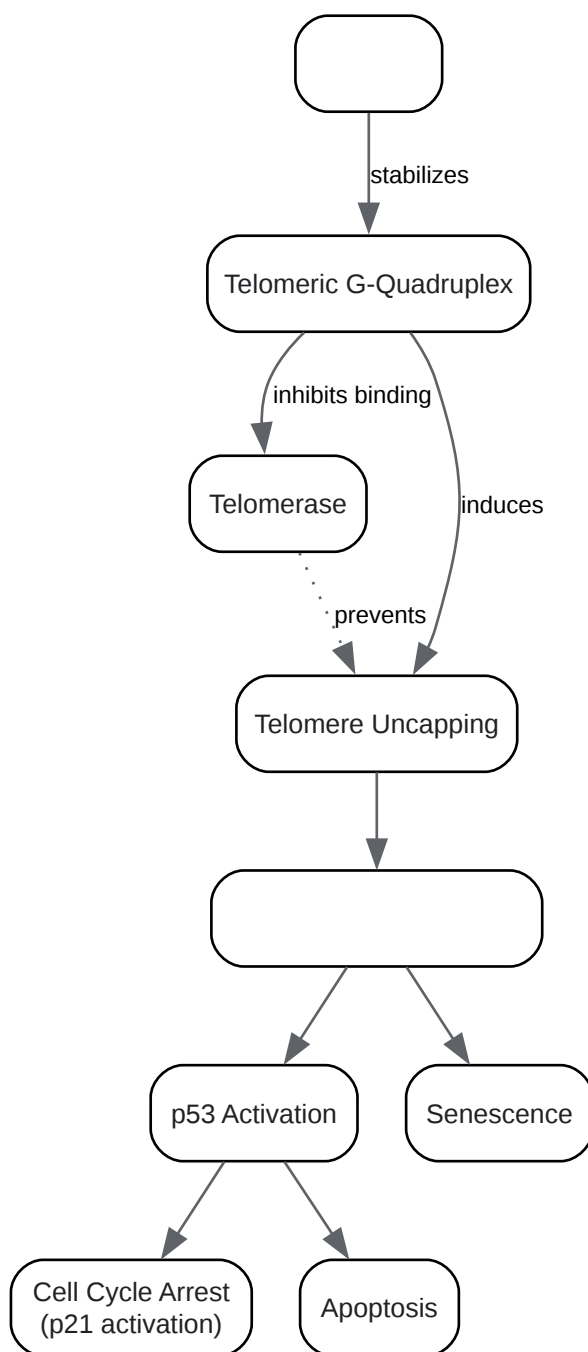 stabilizes
Telomeric G-Quadruplex
inhibits binding
Telomerase
induces
prevents
Telomere Uncapping
p53 Activation
Senescence
Cell Cycle Arrest
(p21 activation)
Apoptosis